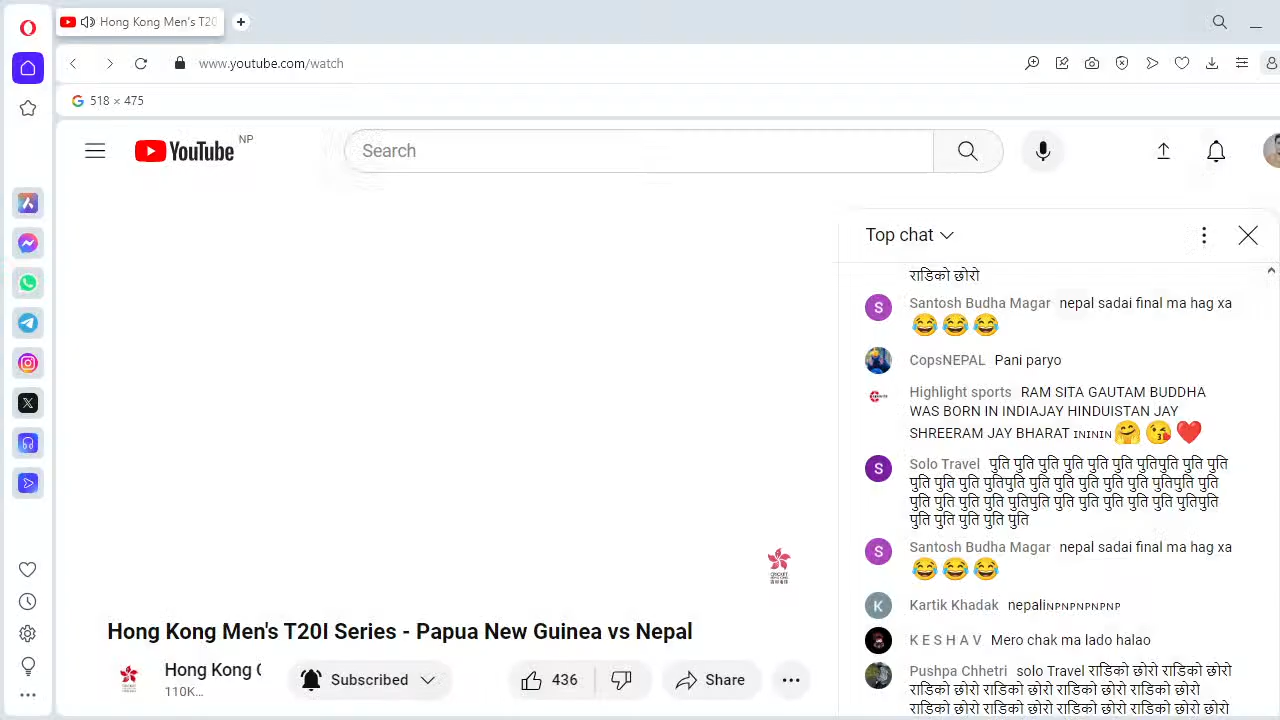 Hong Kong Men's T20
www.youtube.com/watch
518 × 475
YouTube NP
Search
Top chat
राडिको छोरो
S Santosh Budha Magar nepal sadai final ma hag xa
😂😂😂
CopsNEPAL Pani paryo
Highlight sports RAM SITA GAUTAM BUDDHA
WAS BORN IN INDIAJAY HINDUISTAN JAY
SHREERAM JAY BHARAT ɪɴɪɴɪɴ🤗😘❤️
S Solo Travel पुति पुति पुति पुति पुति पुति पुतिपुति पुति पुति
पुति पुति पुति पुतिपुति पुति पुति पुति पुति पुति पुतिपुति पुति
पुति पुति पुति पुति पुतिपुति पुति पुति पुति पुति पुति पुतिपुति
पुति पुति पुति पुति पुति
S Santosh Budha Magar nepal sadai final ma hag xa
😂😂😂
K Kartik Khadak nepaliɴᴘɴᴘɴᴘɴᴘɴᴘ
K E S H A V Mero chak ma lado halao
Pushpa Chhetri solo Travel राडिको छोरो राडिको छोरो
राडिको छोरो राडिको छोरो राडिको छोरो राडिको छोरो
राडिको छोरो राडिको छोरो राडिको छोरो राडिको छोरो
Hong Kong Men's T20I Series - Papua New Guinea vs Nepal
Hong Kong C
110K...
Subscribed
436
Share